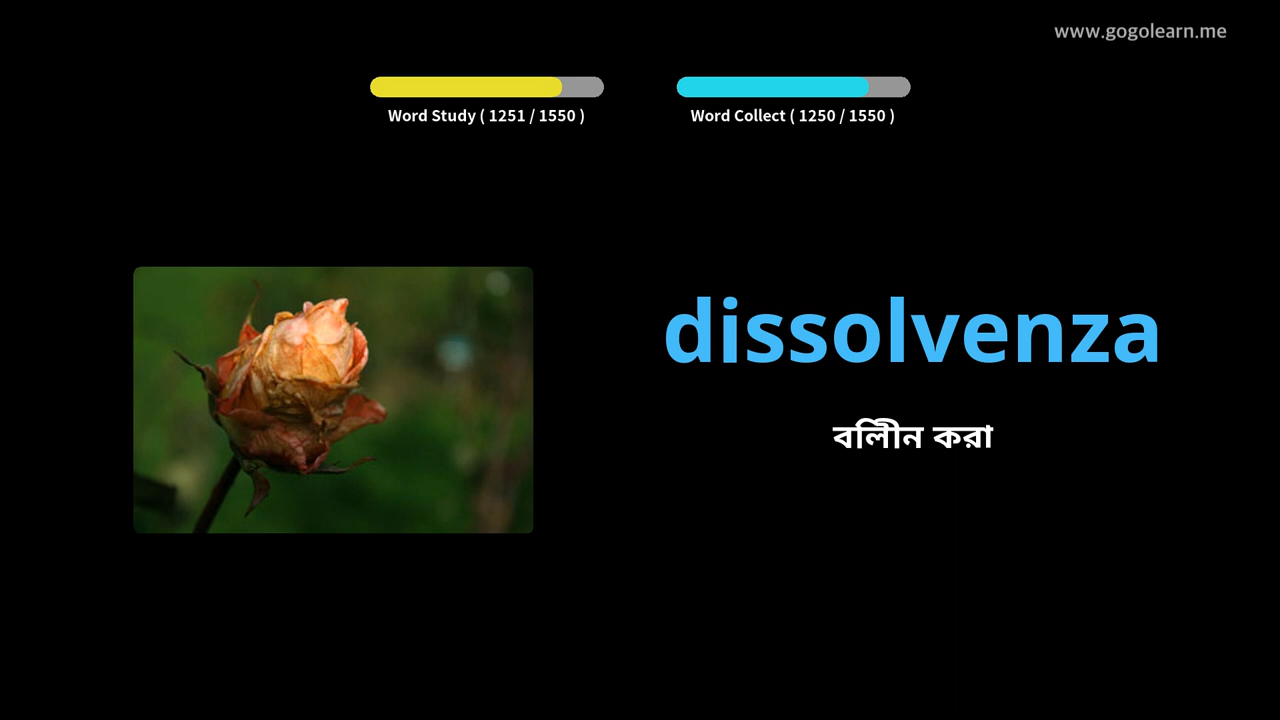 www.gogolearn.me
Word Study ( 1251 / 1550 )
Word Collect ( 1250 / 1550 )
dissolvenza
বলিীন করা